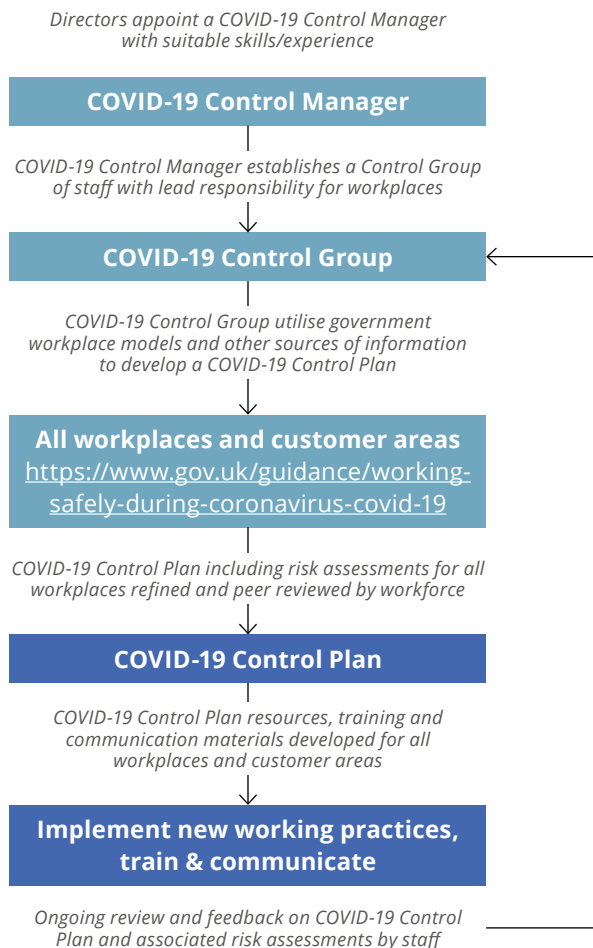 Directors appoint a COVID-19 Control Manager
with suitable skills/experience
COVID-19 Control Manager
COVID-19 Control Manager establishes a Control Group
of staff with lead responsibility for workplaces
COVID-19 Control Group
COVID-19 Control Group utilise government
workplace models and other sources of information
to develop a COVID-19 Control Plan
All workplaces and customer areas
https://www.gov.uk/guidance/working-
safely-during-coronavirus-covid-19
COVID-19 Control Plan including risk assessments for all
workplaces refined and peer reviewed by workforce
COVID-19 Control Plan
COVID-19 Control Plan resources, training and
communication materials developed for all
workplaces and customer areas
Implement new working practices,
train & communicate
Ongoing review and feedback on COVID-19 Control
Plan and associated risk assessments by staff